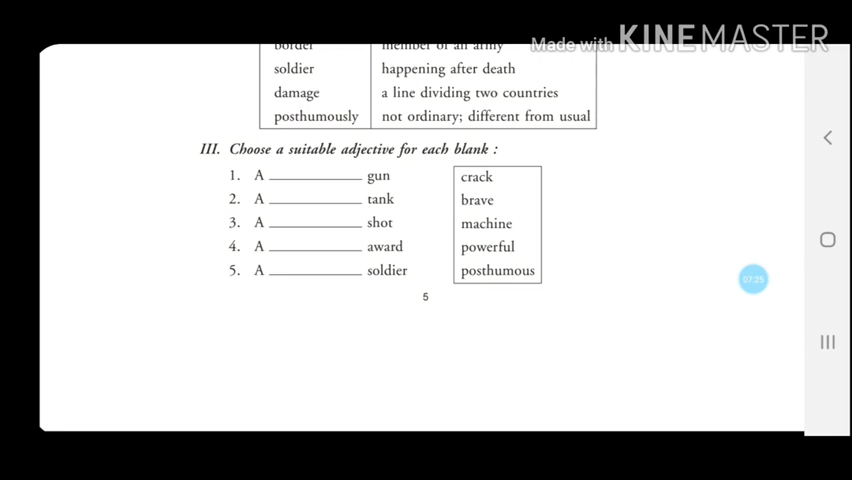 Made with KINEMASTER
border member of an army
soldier happening after death
damage a line dividing two countries
posthumously not ordinary; different from usual
III. Choose a suitable adjective for each blank :
1. A ____________ gun crack
2. A ____________ tank brave
3. A ____________ shot machine
4. A ____________ award powerful
5. A ____________ soldier posthumous
07:25
5